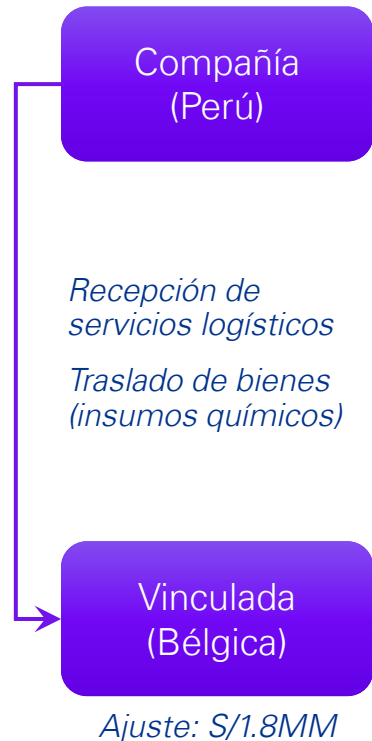 Compañía
(Perú)
Recepción de
servicios logísticos
Traslado de bienes
(insumos químicos)
Vinculada
(Bélgica)
Ajuste: S/1.8MM